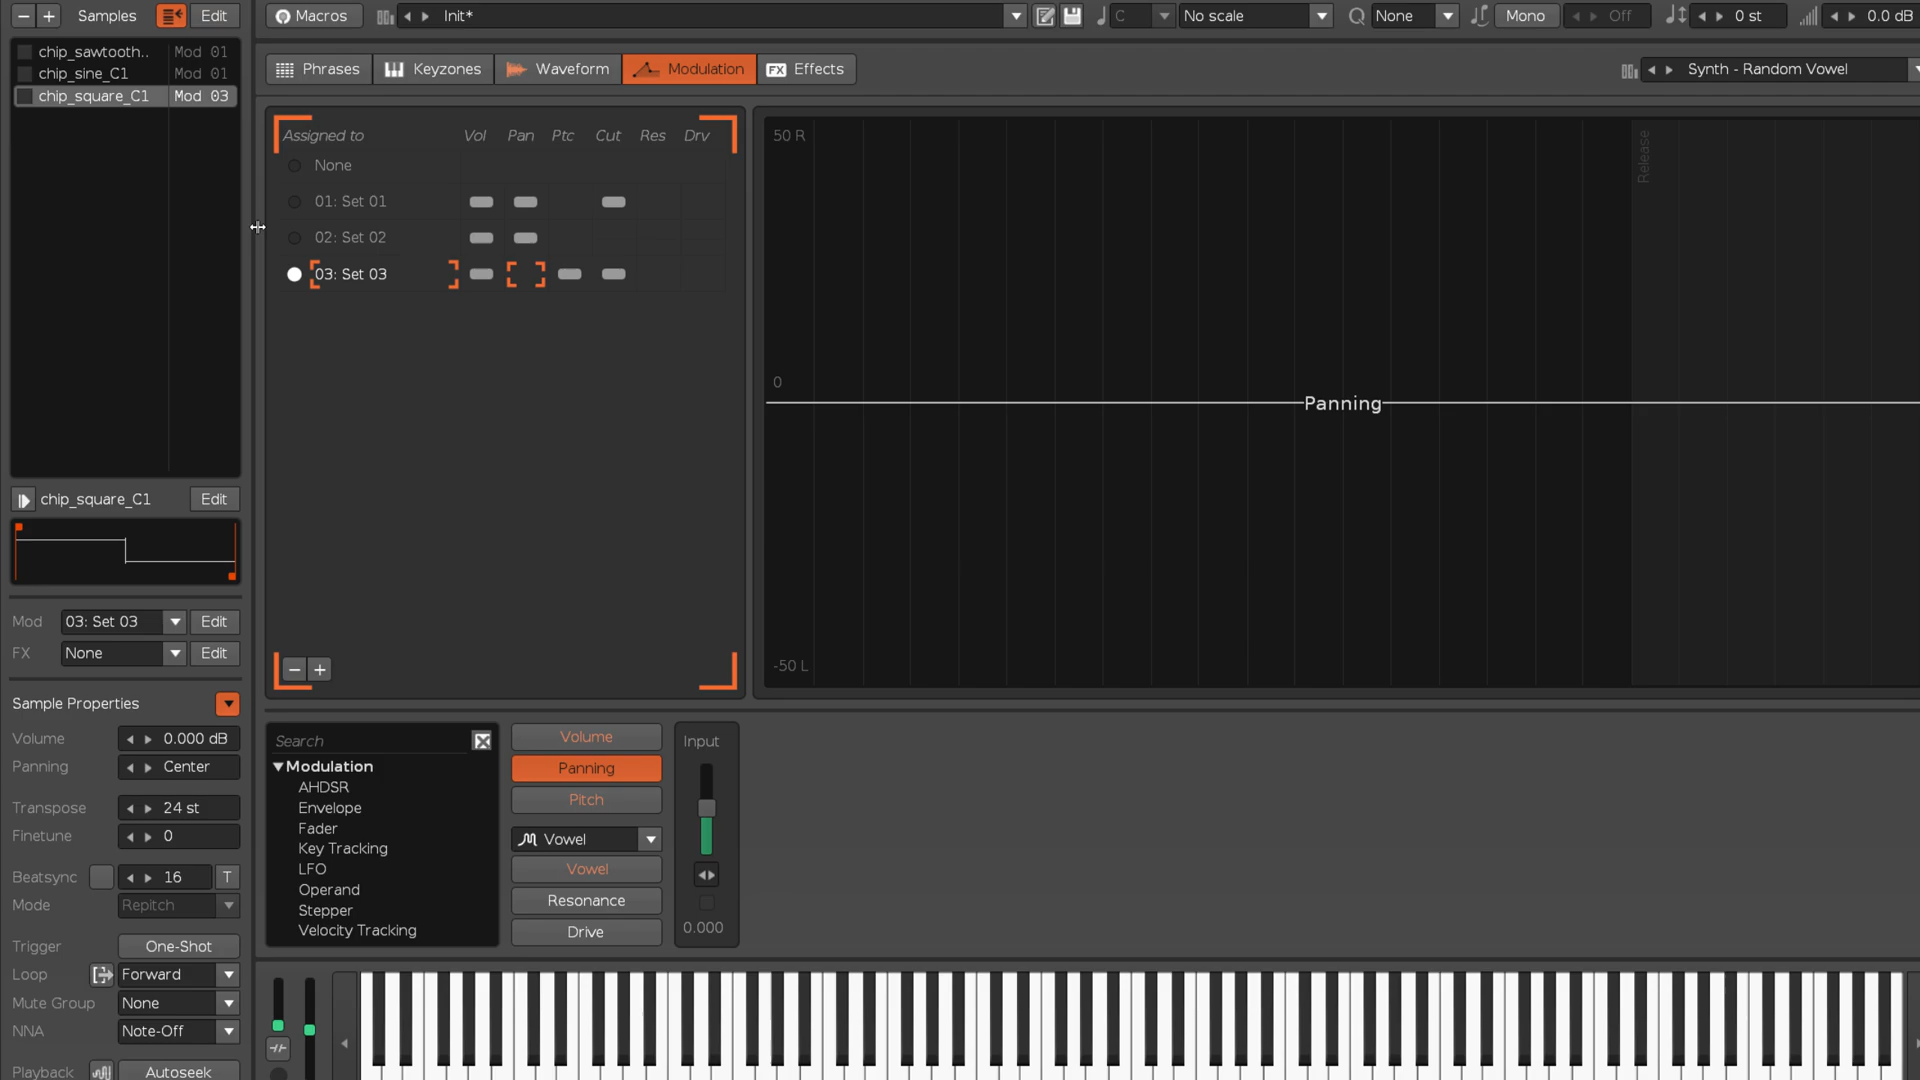 Samples
Edit
Macros
Init*
C
No scale
None
Mono
Off
0 st
0.0 dB
chip_sawtooth.. Mod 01
chip_sine_C1 Mod 01
chip_square_C1 Mod 03
Phrases
Keyzones
Waveform
Modulation
FX Effects
Synth - Random Vowel
Assigned to Vol Pan Ptc Cut Res Drv
None
01: Set 01
02: Set 02
03: Set 03
50 R
Release
0
Panning
-50 L
chip_square_C1 Edit
Mod 03: Set 03 Edit
FX None Edit
Sample Properties
Volume 0.000 dB
Panning Center
Transpose 24 st
Finetune 0
Beatsync 16 T
Mode Repitch
Trigger One-Shot
Loop Forward
Mute Group None
NNA Note-Off
Playback Autoseek
Search
Modulation
AHDSR
Envelope
Fader
Key Tracking
LFO
Operand
Stepper
Velocity Tracking
Volume
Panning
Pitch
Vowel
Vowel
Resonance
Drive
Input
0.000